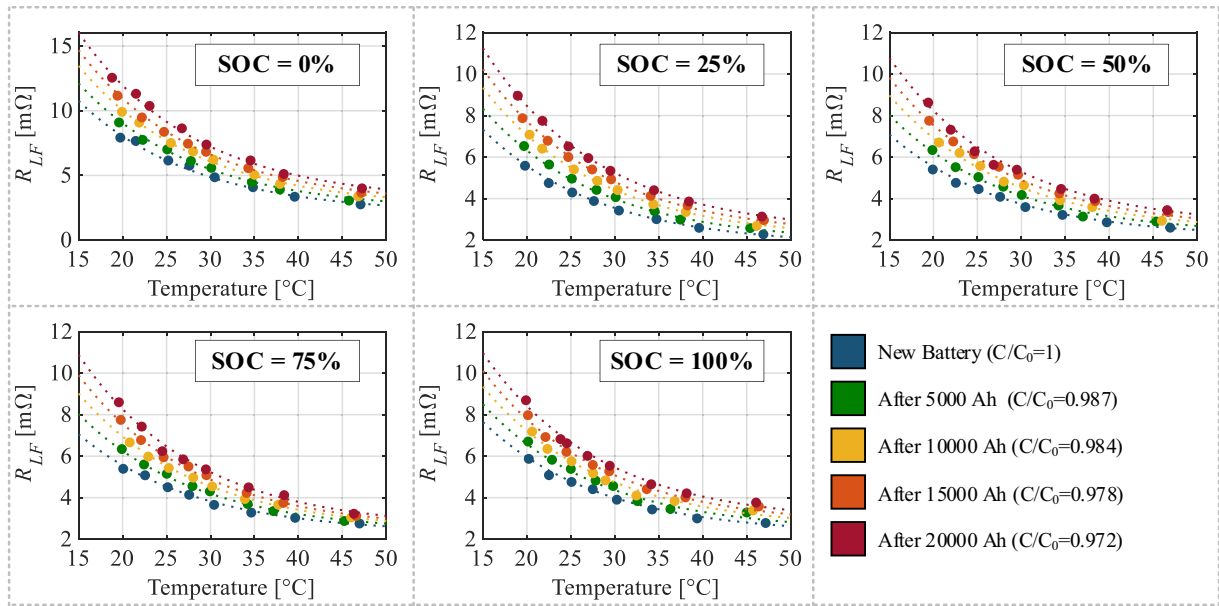 SOC = 0%
16
15
10
5
0
R_LF [mΩ]
15 20 25 30 35 40 45 50
Temperature [°C]
SOC = 25%
12
10
8
6
4
2
R_LF [mΩ]
15 20 25 30 35 40 45 50
Temperature [°C]
SOC = 50%
12
10
8
6
4
2
R_LF [mΩ]
15 20 25 30 35 40 45 50
Temperature [°C]
SOC = 75%
12
10
8
6
4
2
R_LF [mΩ]
15 20 25 30 35 40 45 50
Temperature [°C]
SOC = 100%
12
10
8
6
4
2
R_LF [mΩ]
15 20 25 30 35 40 45 50
Temperature [°C]
New Battery (C/C₀=1)
After 5000 Ah (C/C₀=0.987)
After 10000 Ah (C/C₀=0.984)
After 15000 Ah (C/C₀=0.978)
After 20000 Ah (C/C₀=0.972)